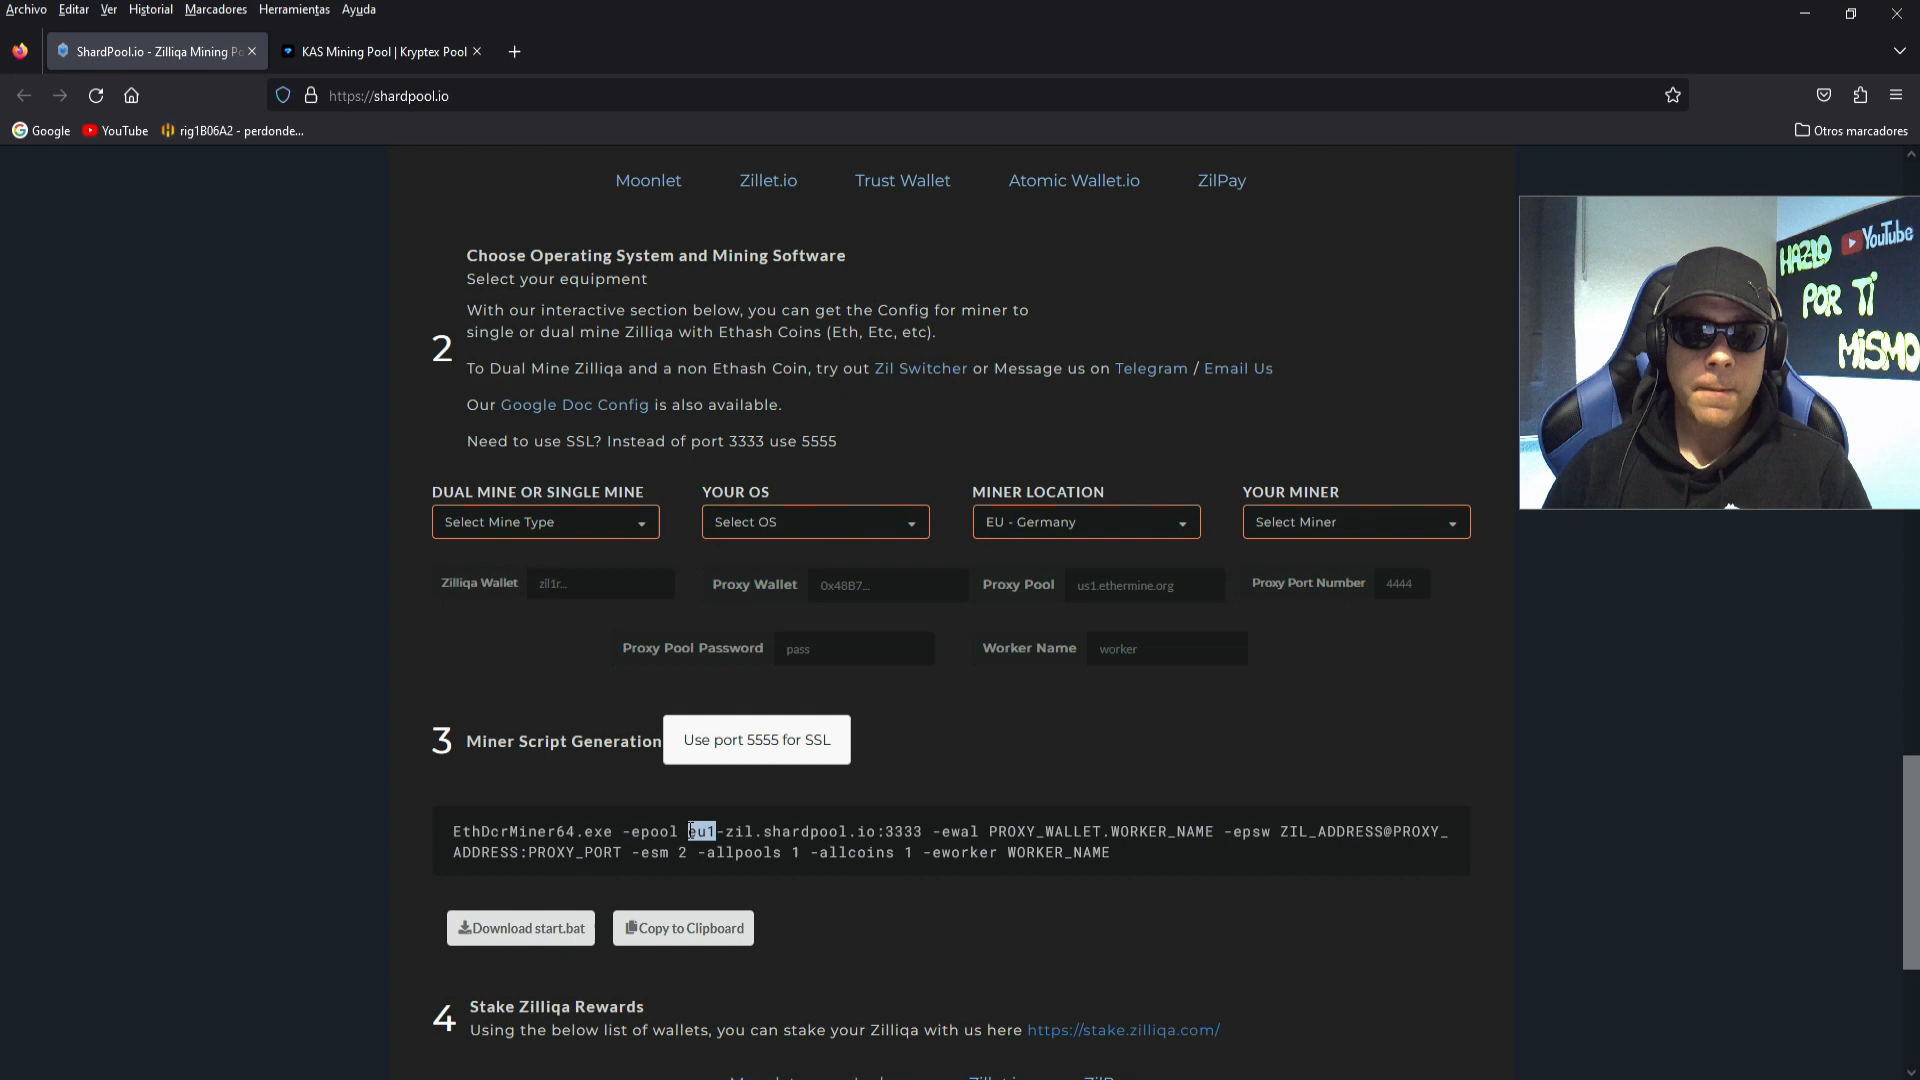 Archivo Editar Ver Historial Marcadores Herramientas Ayuda
ShardPool.io - Zilliqa Mining Po
KAS Mining Pool | Kryptex Pool
https://shardpool.io
Google YouTube rig1B06A2 - perdonde... Otros marcadores
Moonlet Zillet.io Trust Wallet Atomic Wallet.io ZilPay
Choose Operating System and Mining Software
Select your equipment
With our interactive section below, you can get the Config for miner to
single or dual mine Zilliqa with Ethash Coins (Eth, Etc, etc).
2
To Dual Mine Zilliqa and a non Ethash Coin, try out Zil Switcher or Message us on Telegram / Email Us
Our Google Doc Config is also available.
Need to use SSL? Instead of port 3333 use 5555
DUAL MINE OR SINGLE MINE YOUR OS MINER LOCATION YOUR MINER
Select Mine Type Select OS EU - Germany Select Miner
Zilliqa Wallet zil1r... Proxy Wallet 0x48B7... Proxy Pool us1.ethermine.org Proxy Port Number 4444
Proxy Pool Password pass Worker Name worker
3 Miner Script Generation Use port 5555 for SSL
EthDcrMiner64.exe -epool eu1-zil.shardpool.io:3333 -ewal PROXY_WALLET.WORKER_NAME -epsw ZIL_ADDRESS@PROXY_
ADDRESS:PROXY_PORT -esm 2 -allpools 1 -allcoins 1 -eworker WORKER_NAME
Download start.bat Copy to Clipboard
4 Stake Zilliqa Rewards
Using the below list of wallets, you can stake your Zilliqa with us here https://stake.zilliqa.com/
HAZLO YouTube
POR TI
MiSMO